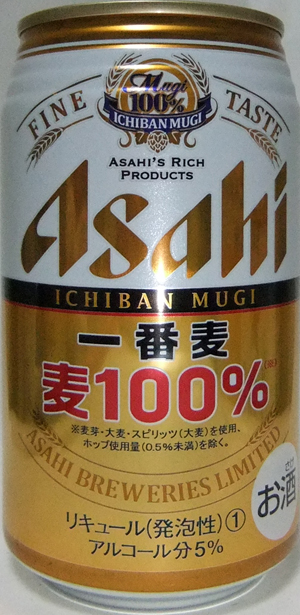 Mugi
100%
ICHIBAN MUGI
FINE TASTE
ASAHI'S RICH
PRODUCTS
Asahi
ICHIBAN MUGI
一番麦
麦100%
※麦芽・大麦・スピリッツ(大麦)を使用、
ホップ使用量(0.5%未満)を除く。
ASAHI BREWERIES LIMITED
さけ
お酒
リキュール(発泡性)①
アルコール分5%